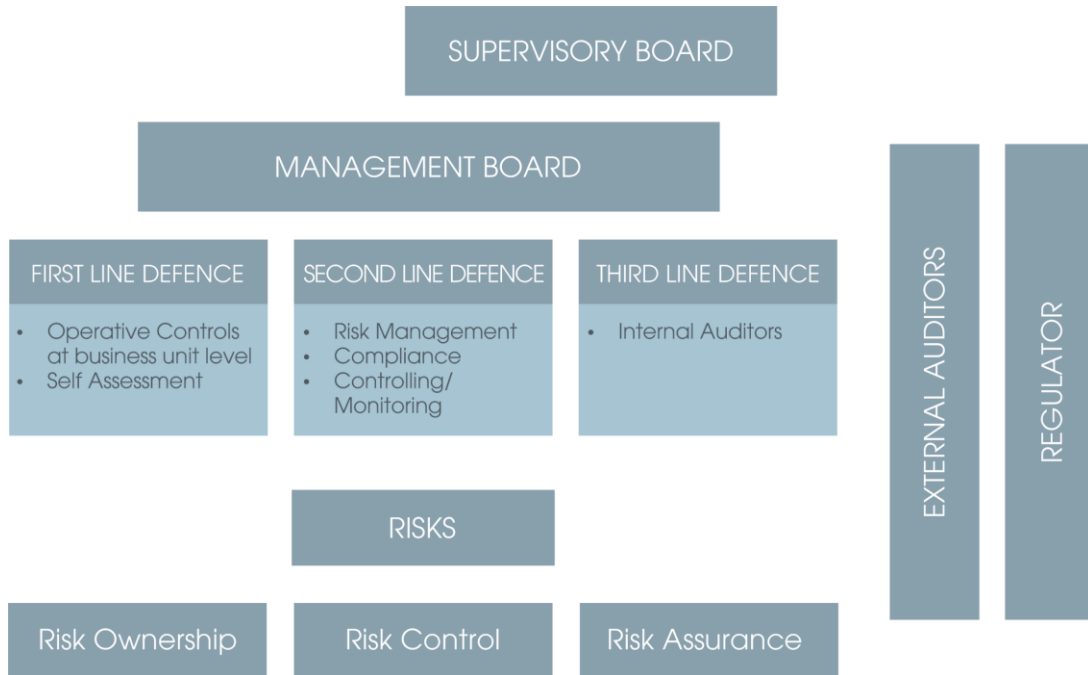 SUPERVISORY BOARD
MANAGEMENT BOARD
FIRST LINE DEFENCE
• Operative Controls
at business unit level
• Self Assessment
SECOND LINE DEFENCE
• Risk Management
• Compliance
• Controlling/
Monitoring
THIRD LINE DEFENCE
• Internal Auditors
RISKS
Risk Ownership
Risk Control
Risk Assurance
EXTERNAL AUDITORS
REGULATOR